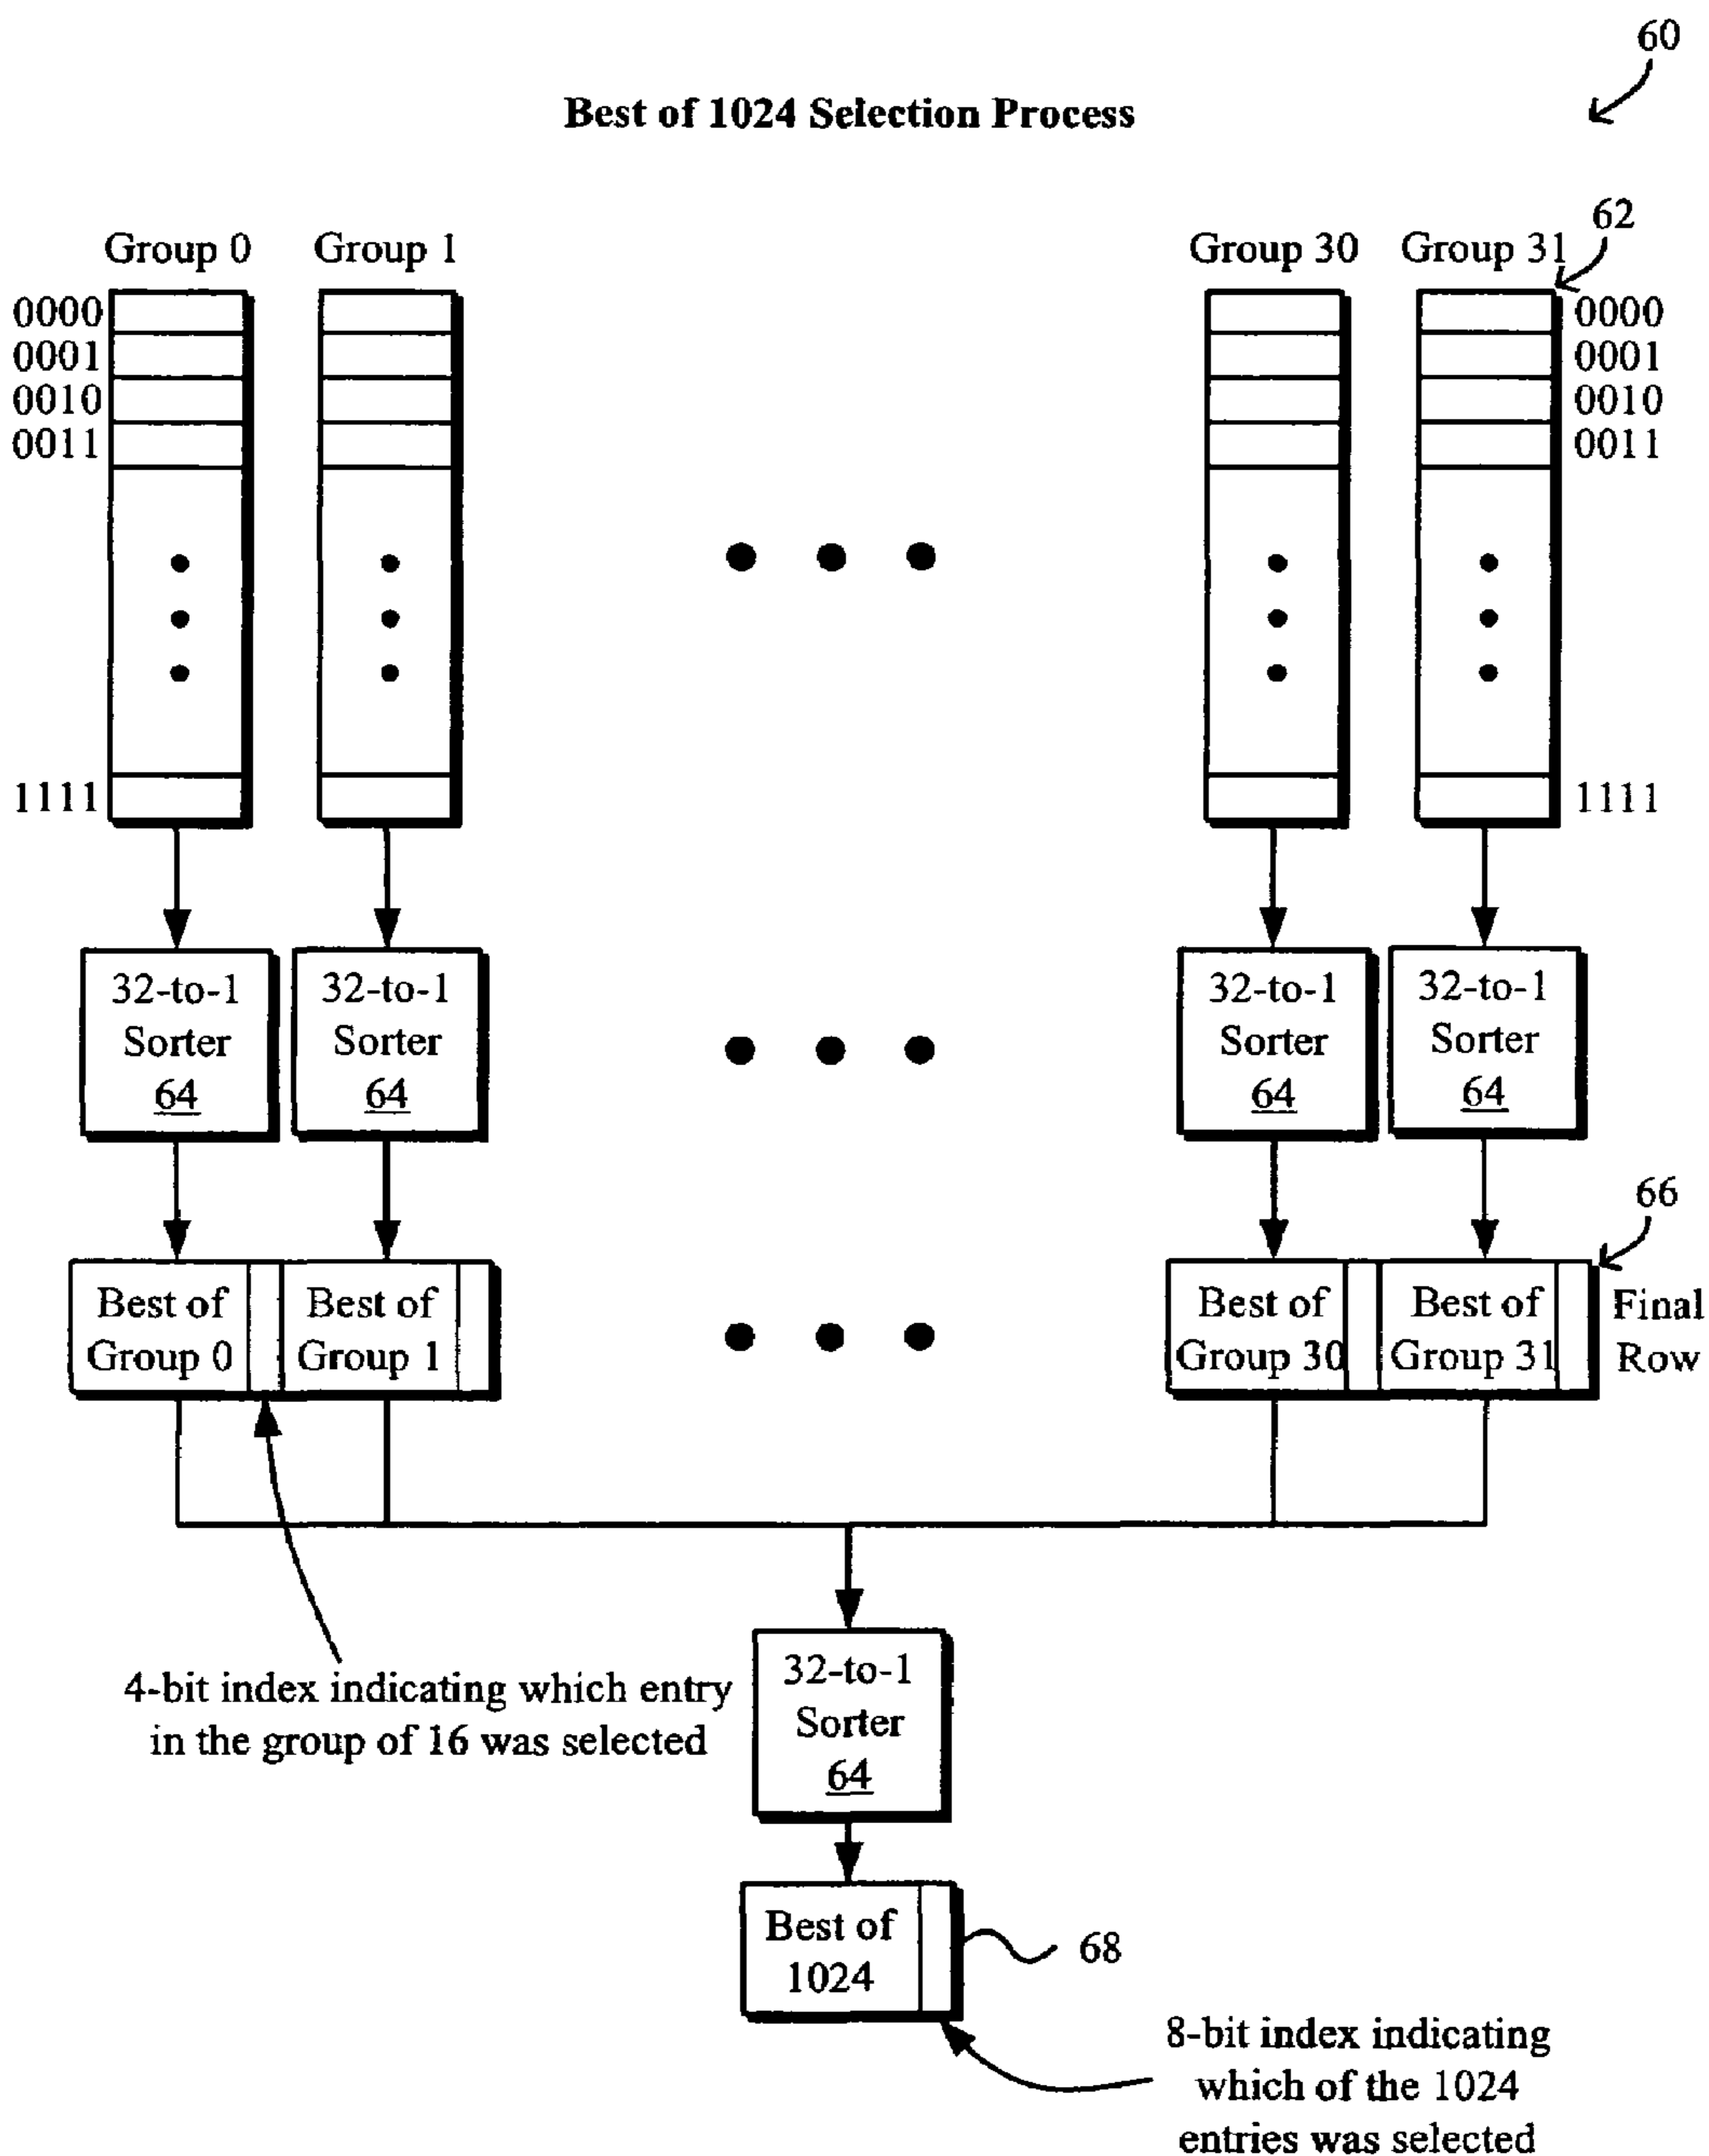 60
Best of 1024 Selection Process
62
Group 0
Group 1
Group 30
Group 31
0000
0001
0010
0011
1111
0000
0001
0010
0011
1111
32-to-1
Sorter
64
32-to-1
Sorter
64
32-to-1
Sorter
64
32-to-1
Sorter
64
66
Best of
Group 0
Best of
Group 1
Best of
Group 30
Best of
Group 31
Final
Row
4-bit index indicating which entry
in the group of 16 was selected
32-to-1
Sorter
64
Best of
1024
68
8-bit index indicating
which of the 1024
entries was selected